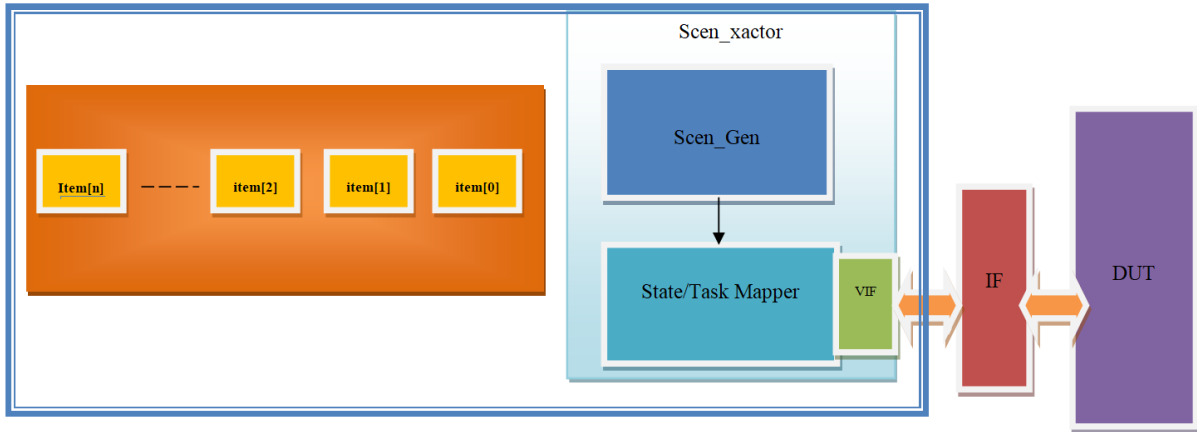 Scen_xactor
Scen_Gen
Item[n]
item[2]
item[1]
item[0]
State/Task Mapper
VIF
IF
DUT